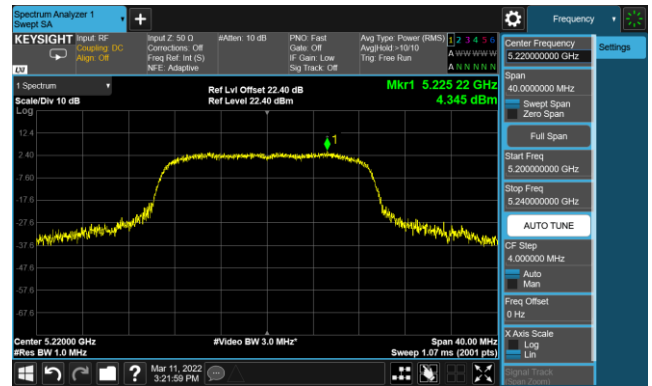 Spectrum Analyzer 1
Swept SA
Frequency
KEYSIGHT
Input: RF
Coupling: DC
Align: Off
Input Z: 50 Ω
Corrections: Off
Freq Ref: Int (S)
NFE: Adaptive
#Atten: 10 dB
PNO: Fast
Gate: Off
IF Gain: Low
Sig Track: Off
Avg Type: Power (RMS)
Avg|Hold:>10/10
Trig: Free Run
1 2 3 4 5 6
A W W W W W
A N N N N N
LXI
1 Spectrum
Scale/Div 10 dB
Log
Ref Lvl Offset 22.40 dB
Ref Level 22.40 dBm
Mkr1 5.225 22 GHz
4.345 dBm
1
12.4
2.40
-7.60
-17.6
-27.6
-37.6
-47.6
-57.6
-67.6
Center 5.22000 GHz
#Res BW 1.0 MHz
#Video BW 3.0 MHz*
Span 40.00 MHz
Sweep 1.07 ms (2001 pts)
Center Frequency
5.220000000 GHz
Settings
Span
40.0000000 MHz
Swept Span
Zero Span
Full Span
Start Freq
5.200000000 GHz
Stop Freq
5.240000000 GHz
AUTO TUNE
CF Step
4.000000 MHz
Auto
Man
Freq Offset
0 Hz
X Axis Scale
Log
Lin
Signal Track
(Span Zoom)
?
Mar 11, 2022
3:21:59 PM